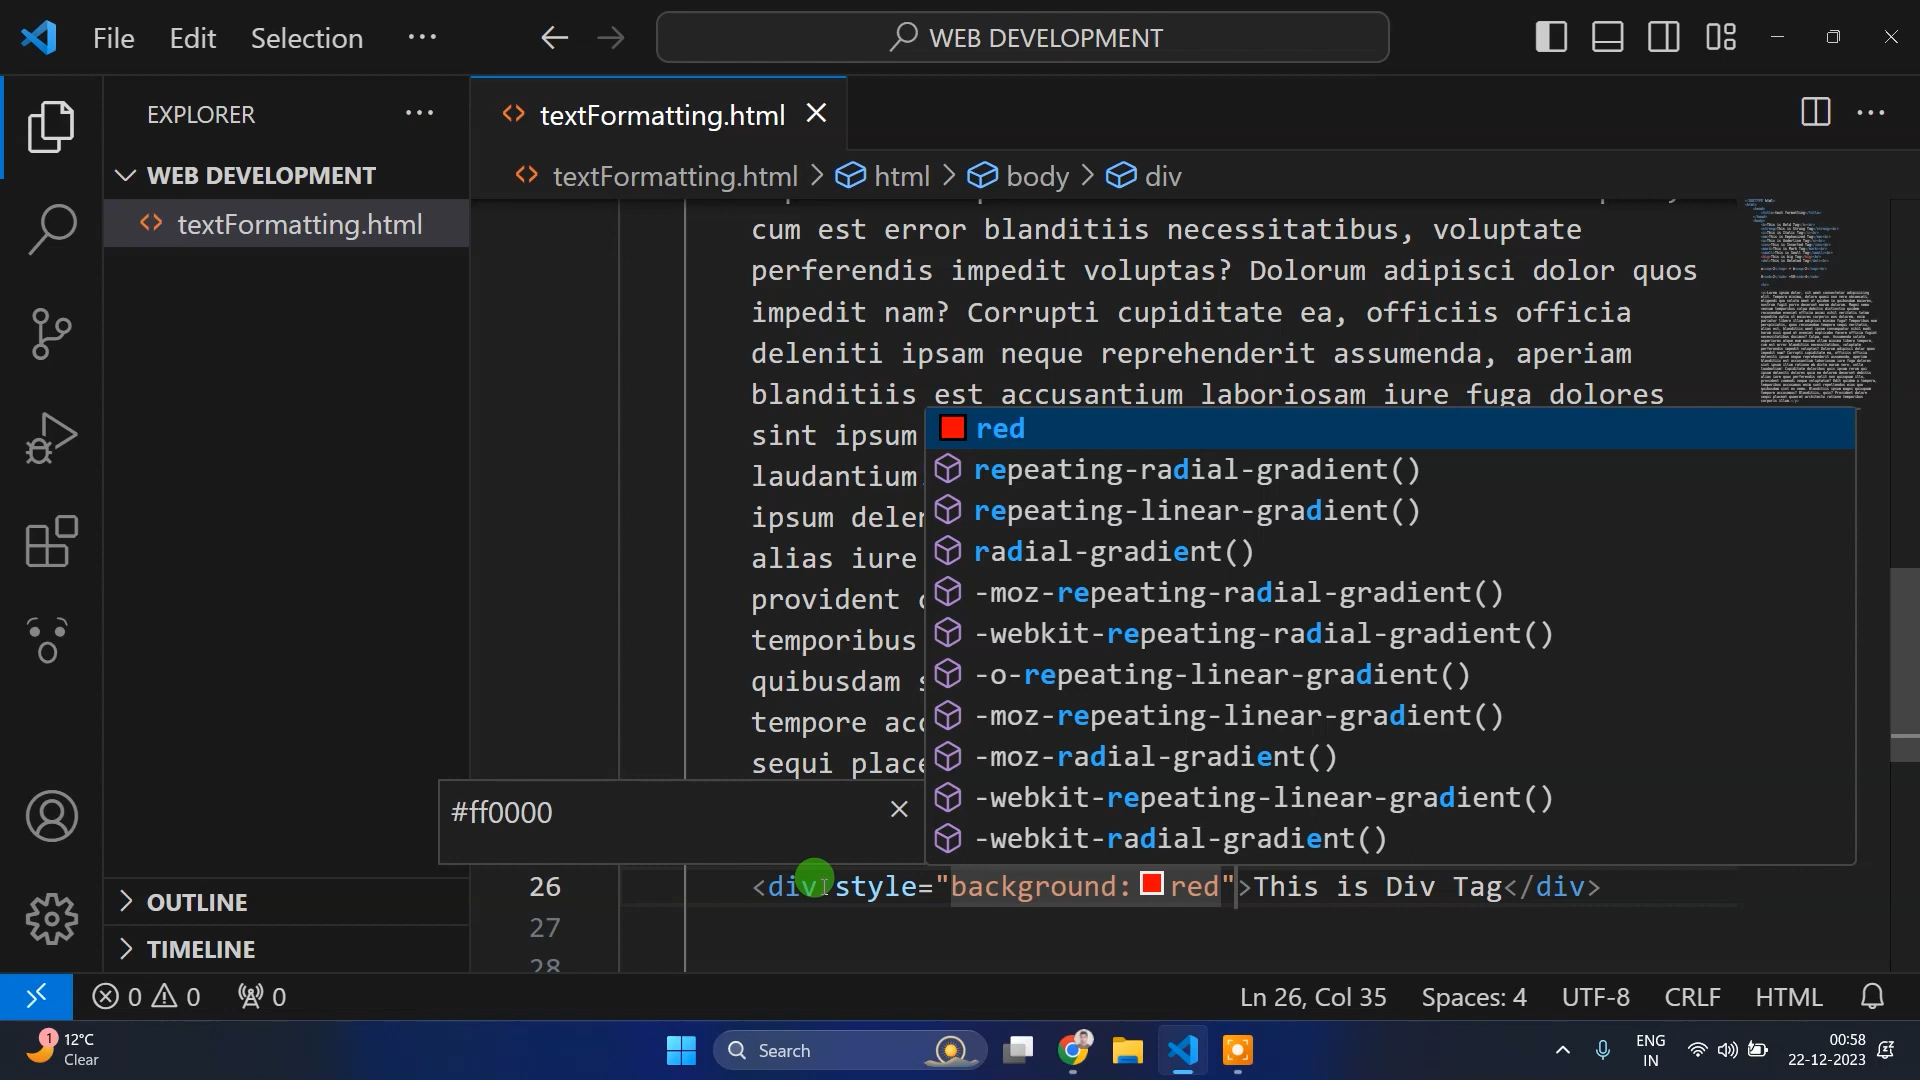 File Edit Selection ...
WEB DEVELOPMENT
EXPLORER ...
textFormatting.html
WEB DEVELOPMENT
textFormatting.html > html > body > div
textFormatting.html
cum est error blanditiis necessitatibus, voluptate
perferendis impedit voluptas? Dolorum adipisci dolor quos
impedit nam? Corrupti cupiditate ea, officiis officia
deleniti ipsam neque reprehenderit assumenda, aperiam
blanditiis est accusantium laboriosam iure fuga dolores
sint ipsum
laudantium
ipsum deler
alias iure
provident
temporibus
quibusdam
tempore acc
sequi place
red
repeating-radial-gradient()
repeating-linear-gradient()
radial-gradient()
-moz-repeating-radial-gradient()
-webkit-repeating-radial-gradient()
-o-repeating-linear-gradient()
-moz-repeating-linear-gradient()
-moz-radial-gradient()
-webkit-repeating-linear-gradient()
-webkit-radial-gradient()
#ff0000
26 <div style="background: red">This is Div Tag</div>
27
28
OUTLINE
TIMELINE
0 0 0
Ln 26, Col 35 Spaces: 4 UTF-8 CRLF HTML
1 12°C
Clear
Search
ENG
IN
00:58
22-12-2023